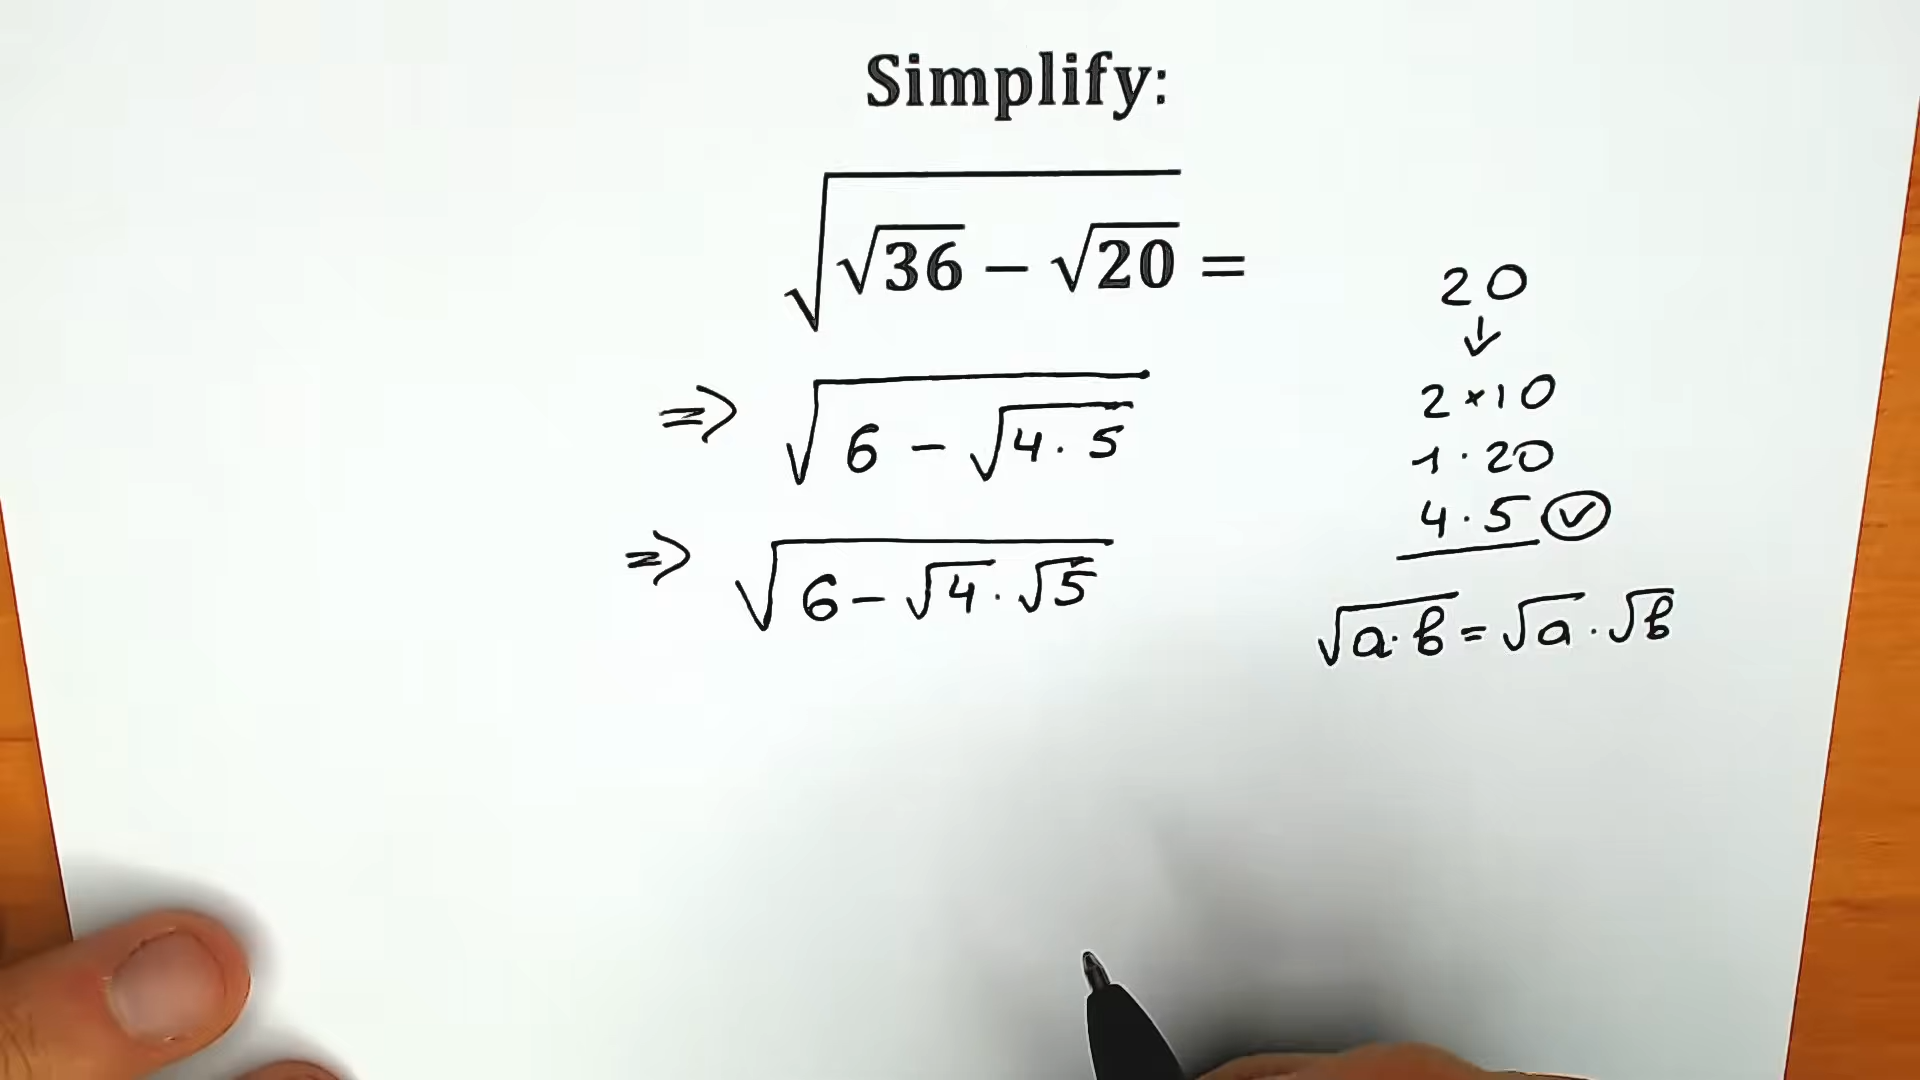 Simplify:
√(√36 − √20) =
⇒ √(6 − √(4·5))
⇒ √(6 − √4 · √5)
20
↓
2 × 10
1 · 20
4 · 5 ✓
√(a·b) = √a · √b